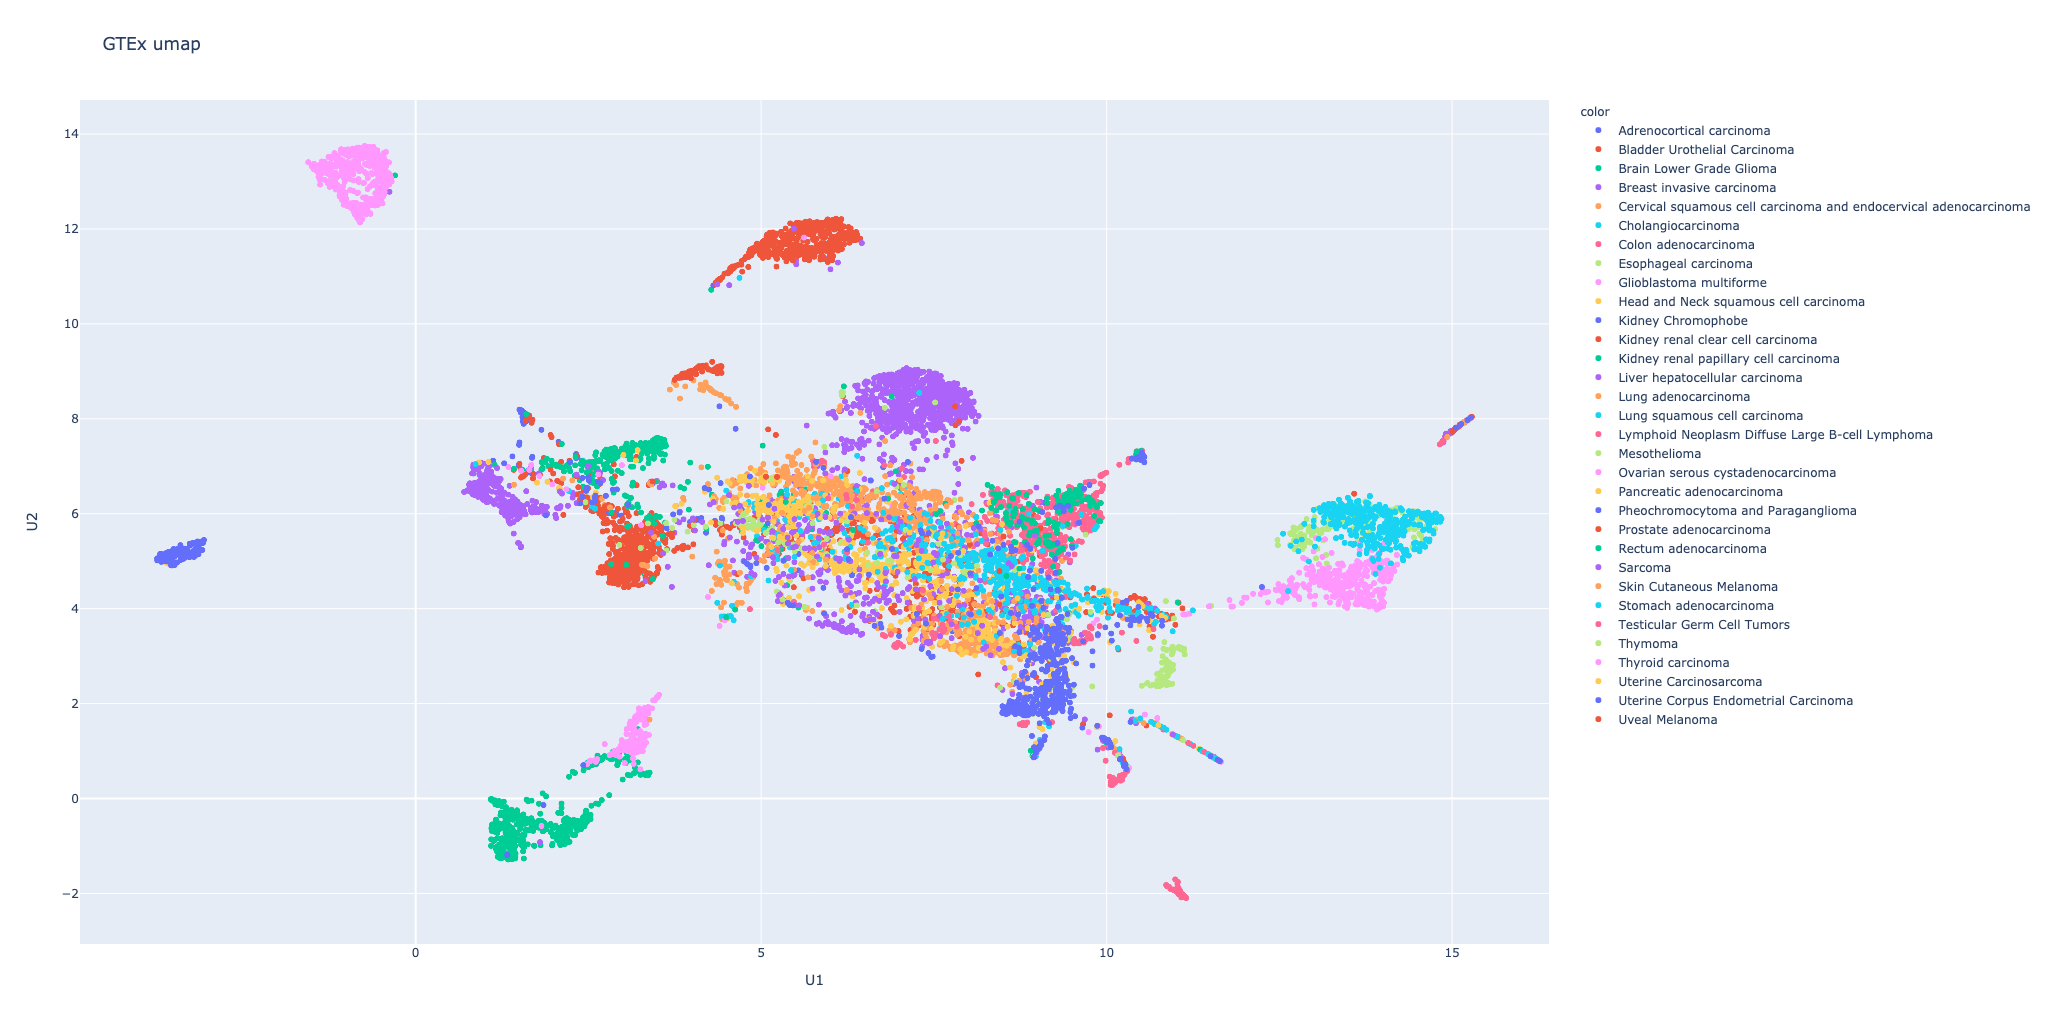 GTEx umap
14
12
10
8
6
4
2
0
−2
U2
0
5
10
15
U1
color
Adrenocortical carcinoma
Bladder Urothelial Carcinoma
Brain Lower Grade Glioma
Breast invasive carcinoma
Cervical squamous cell carcinoma and endocervical adenocarcinoma
Cholangiocarcinoma
Colon adenocarcinoma
Esophageal carcinoma
Glioblastoma multiforme
Head and Neck squamous cell carcinoma
Kidney Chromophobe
Kidney renal clear cell carcinoma
Kidney renal papillary cell carcinoma
Liver hepatocellular carcinoma
Lung adenocarcinoma
Lung squamous cell carcinoma
Lymphoid Neoplasm Diffuse Large B-cell Lymphoma
Mesothelioma
Ovarian serous cystadenocarcinoma
Pancreatic adenocarcinoma
Pheochromocytoma and Paraganglioma
Prostate adenocarcinoma
Rectum adenocarcinoma
Sarcoma
Skin Cutaneous Melanoma
Stomach adenocarcinoma
Testicular Germ Cell Tumors
Thymoma
Thyroid carcinoma
Uterine Carcinosarcoma
Uterine Corpus Endometrial Carcinoma
Uveal Melanoma